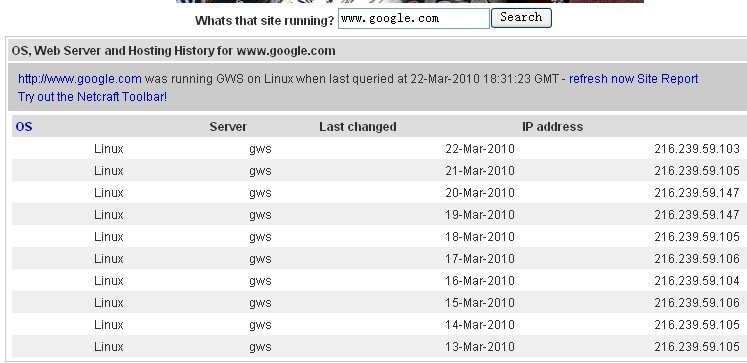 Whats that site running? www.google.com Search
OS, Web Server and Hosting History for www.google.com
http://www.google.com was running GWS on Linux when last queried at 22-Mar-2010 18:31:23 GMT - refresh now Site Report
Try out the Netcraft Toolbar!
OS Server Last changed IP address
Linux gws 22-Mar-2010 216.239.59.103
Linux gws 21-Mar-2010 216.239.59.105
Linux gws 20-Mar-2010 216.239.59.147
Linux gws 19-Mar-2010 216.239.59.147
Linux gws 18-Mar-2010 216.239.59.105
Linux gws 17-Mar-2010 216.239.59.106
Linux gws 16-Mar-2010 216.239.59.104
Linux gws 15-Mar-2010 216.239.59.106
Linux gws 14-Mar-2010 216.239.59.105
Linux gws 13-Mar-2010 216.239.59.105